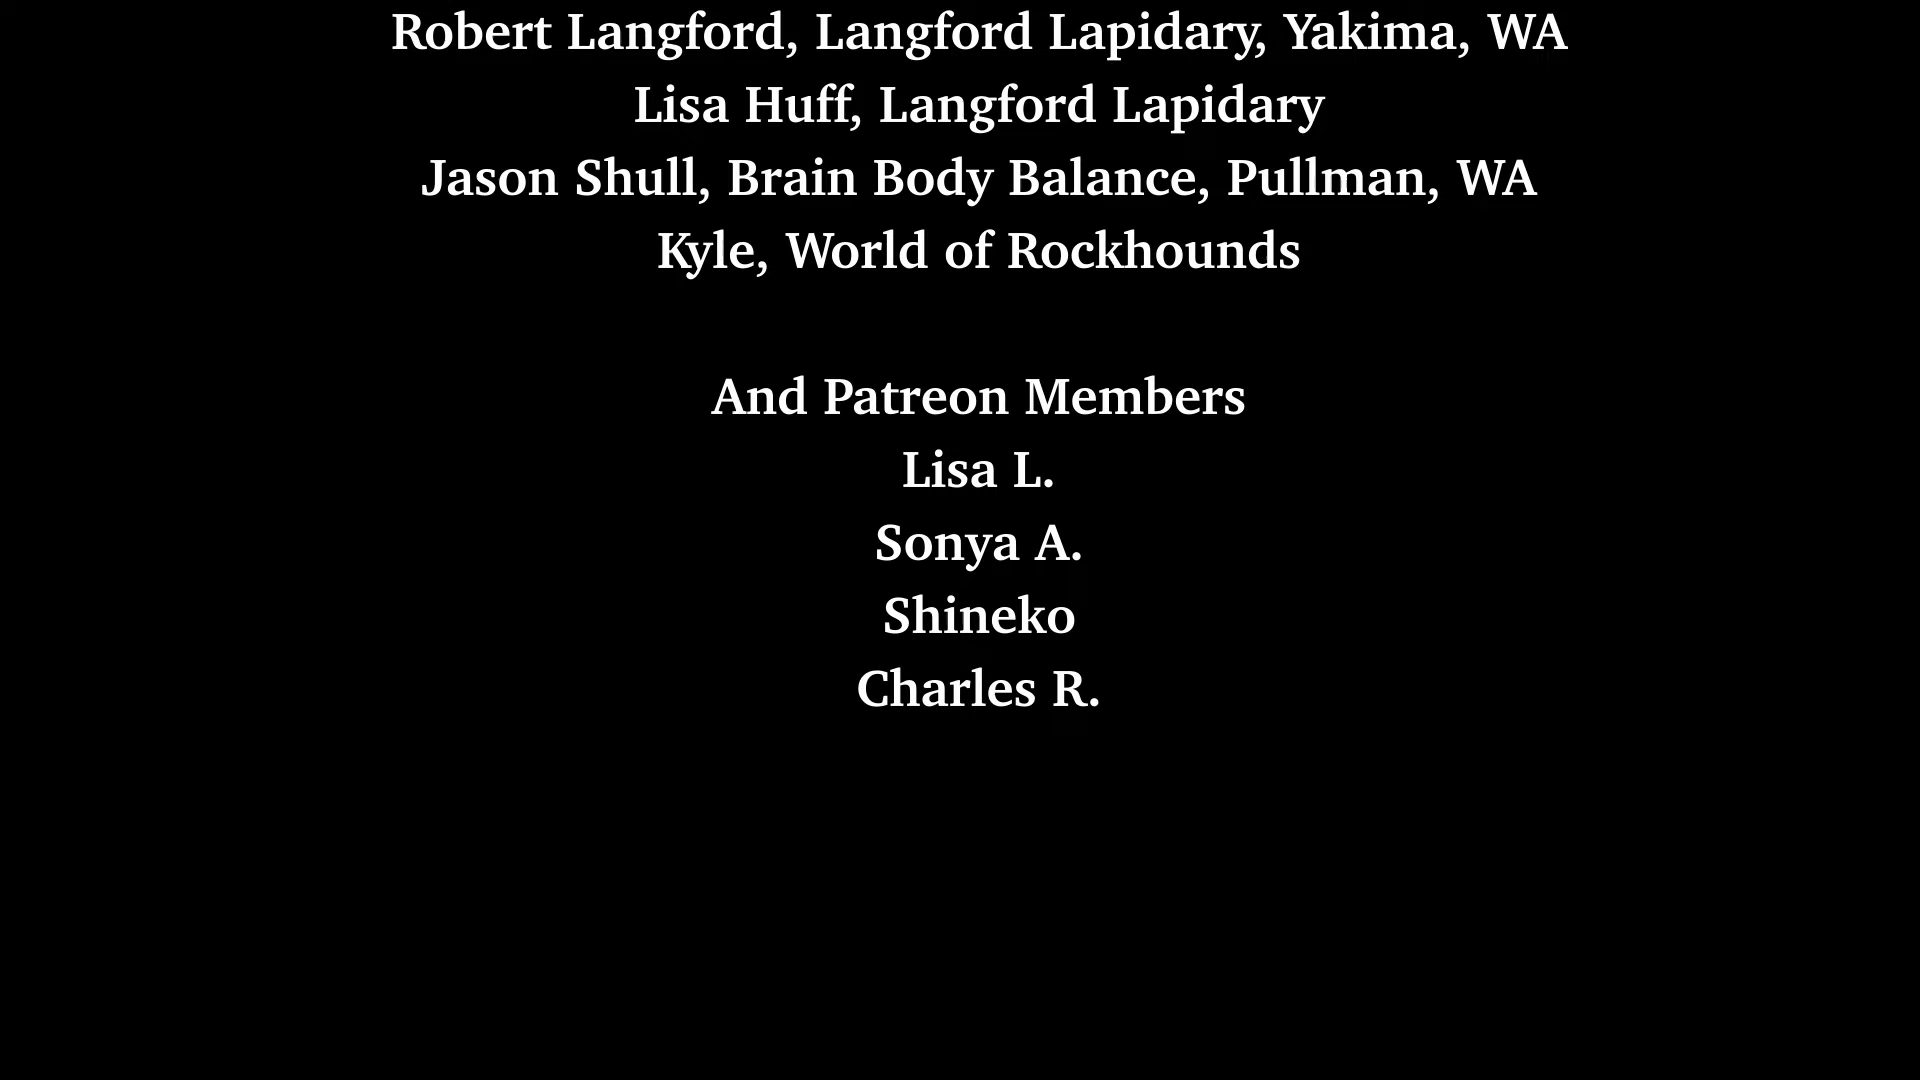 Robert Langford, Langford Lapidary, Yakima, WA
Lisa Huff, Langford Lapidary
Jason Shull, Brain Body Balance, Pullman, WA
Kyle, World of Rockhounds
And Patreon Members
Lisa L.
Sonya A.
Shineko
Charles R.